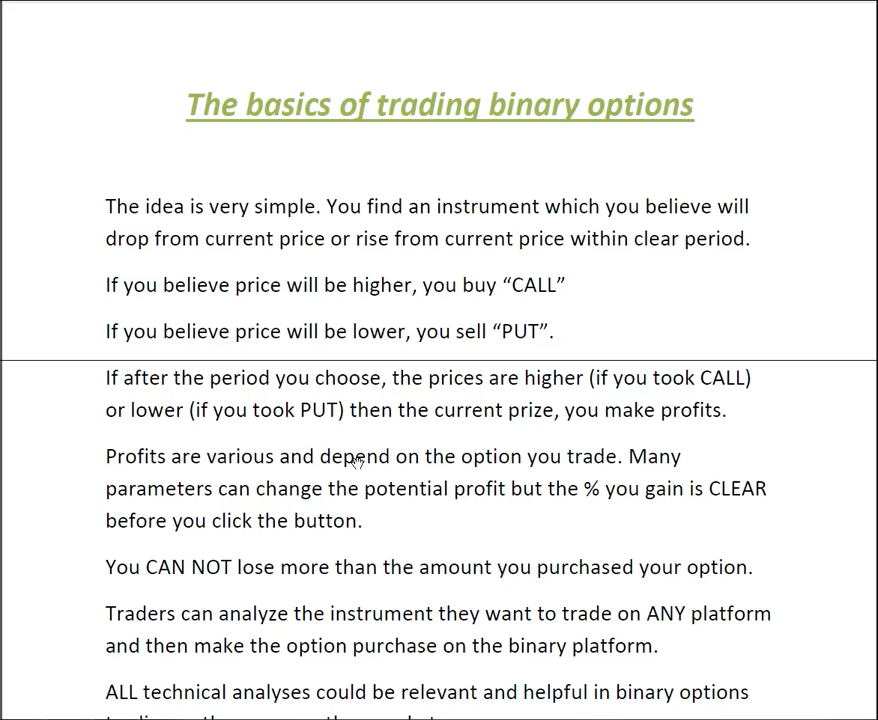 The basics of trading binary options
The idea is very simple. You find an instrument which you believe will
drop from current price or rise from current price within clear period.
If you believe price will be higher, you buy “CALL”
If you believe price will be lower, you sell “PUT”.
If after the period you choose, the prices are higher (if you took CALL)
or lower (if you took PUT) then the current prize, you make profits.
Profits are various and depend on the option you trade. Many
parameters can change the potential profit but the % you gain is CLEAR
before you click the button.
You CAN NOT lose more than the amount you purchased your option.
Traders can analyze the instrument they want to trade on ANY platform
and then make the option purchase on the binary platform.
ALL technical analyses could be relevant and helpful in binary options